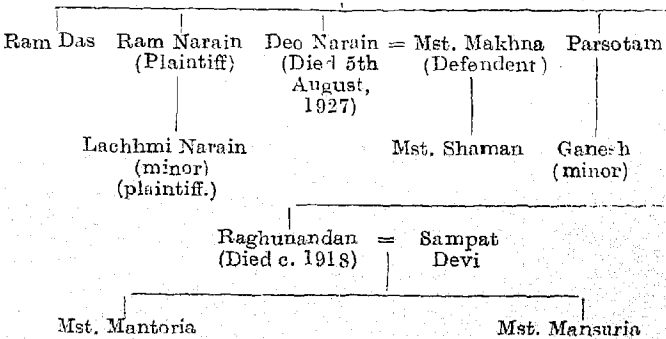 Ram Das Ram Narain Deo Narain = Mst. Makhna Parsotam
(Plaintiff) (Died 5th (Defendent)
August,
1927)
Lachhmi Narain Mst. Shaman Ganesh
(minor) (minor)
(plaintiff.)
Raghunandan = Sampat
(Died c. 1918) Devi
Mst. Mantoria Mst. Mansuria